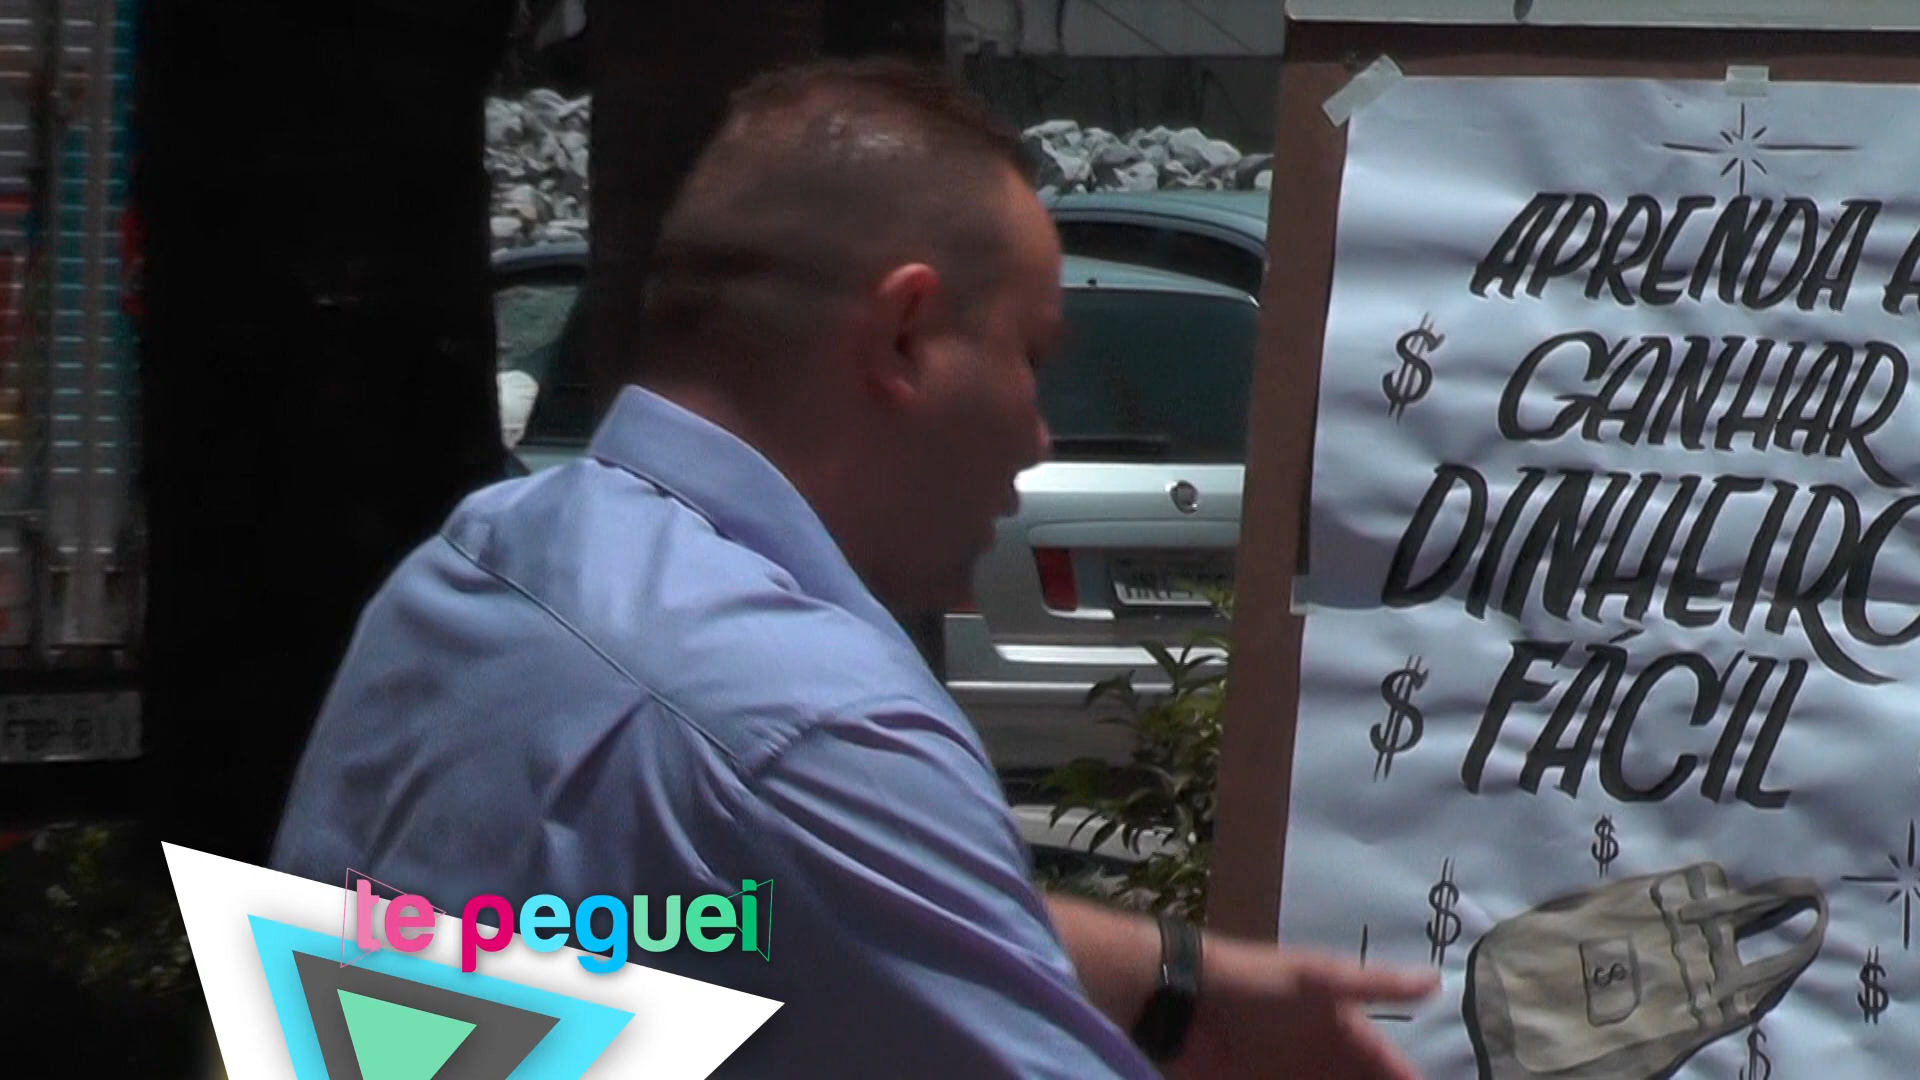 APRENDA A
$ GANHAR
DINHEIRO
$ FÁCIL
$
$
$
$
$
te peguei